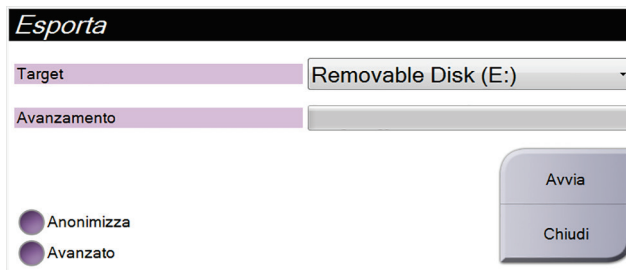 Esporta
Target
Removable Disk (E:)
Avanzamento
Avvia
Anonimizza
Chiudi
Avanzato